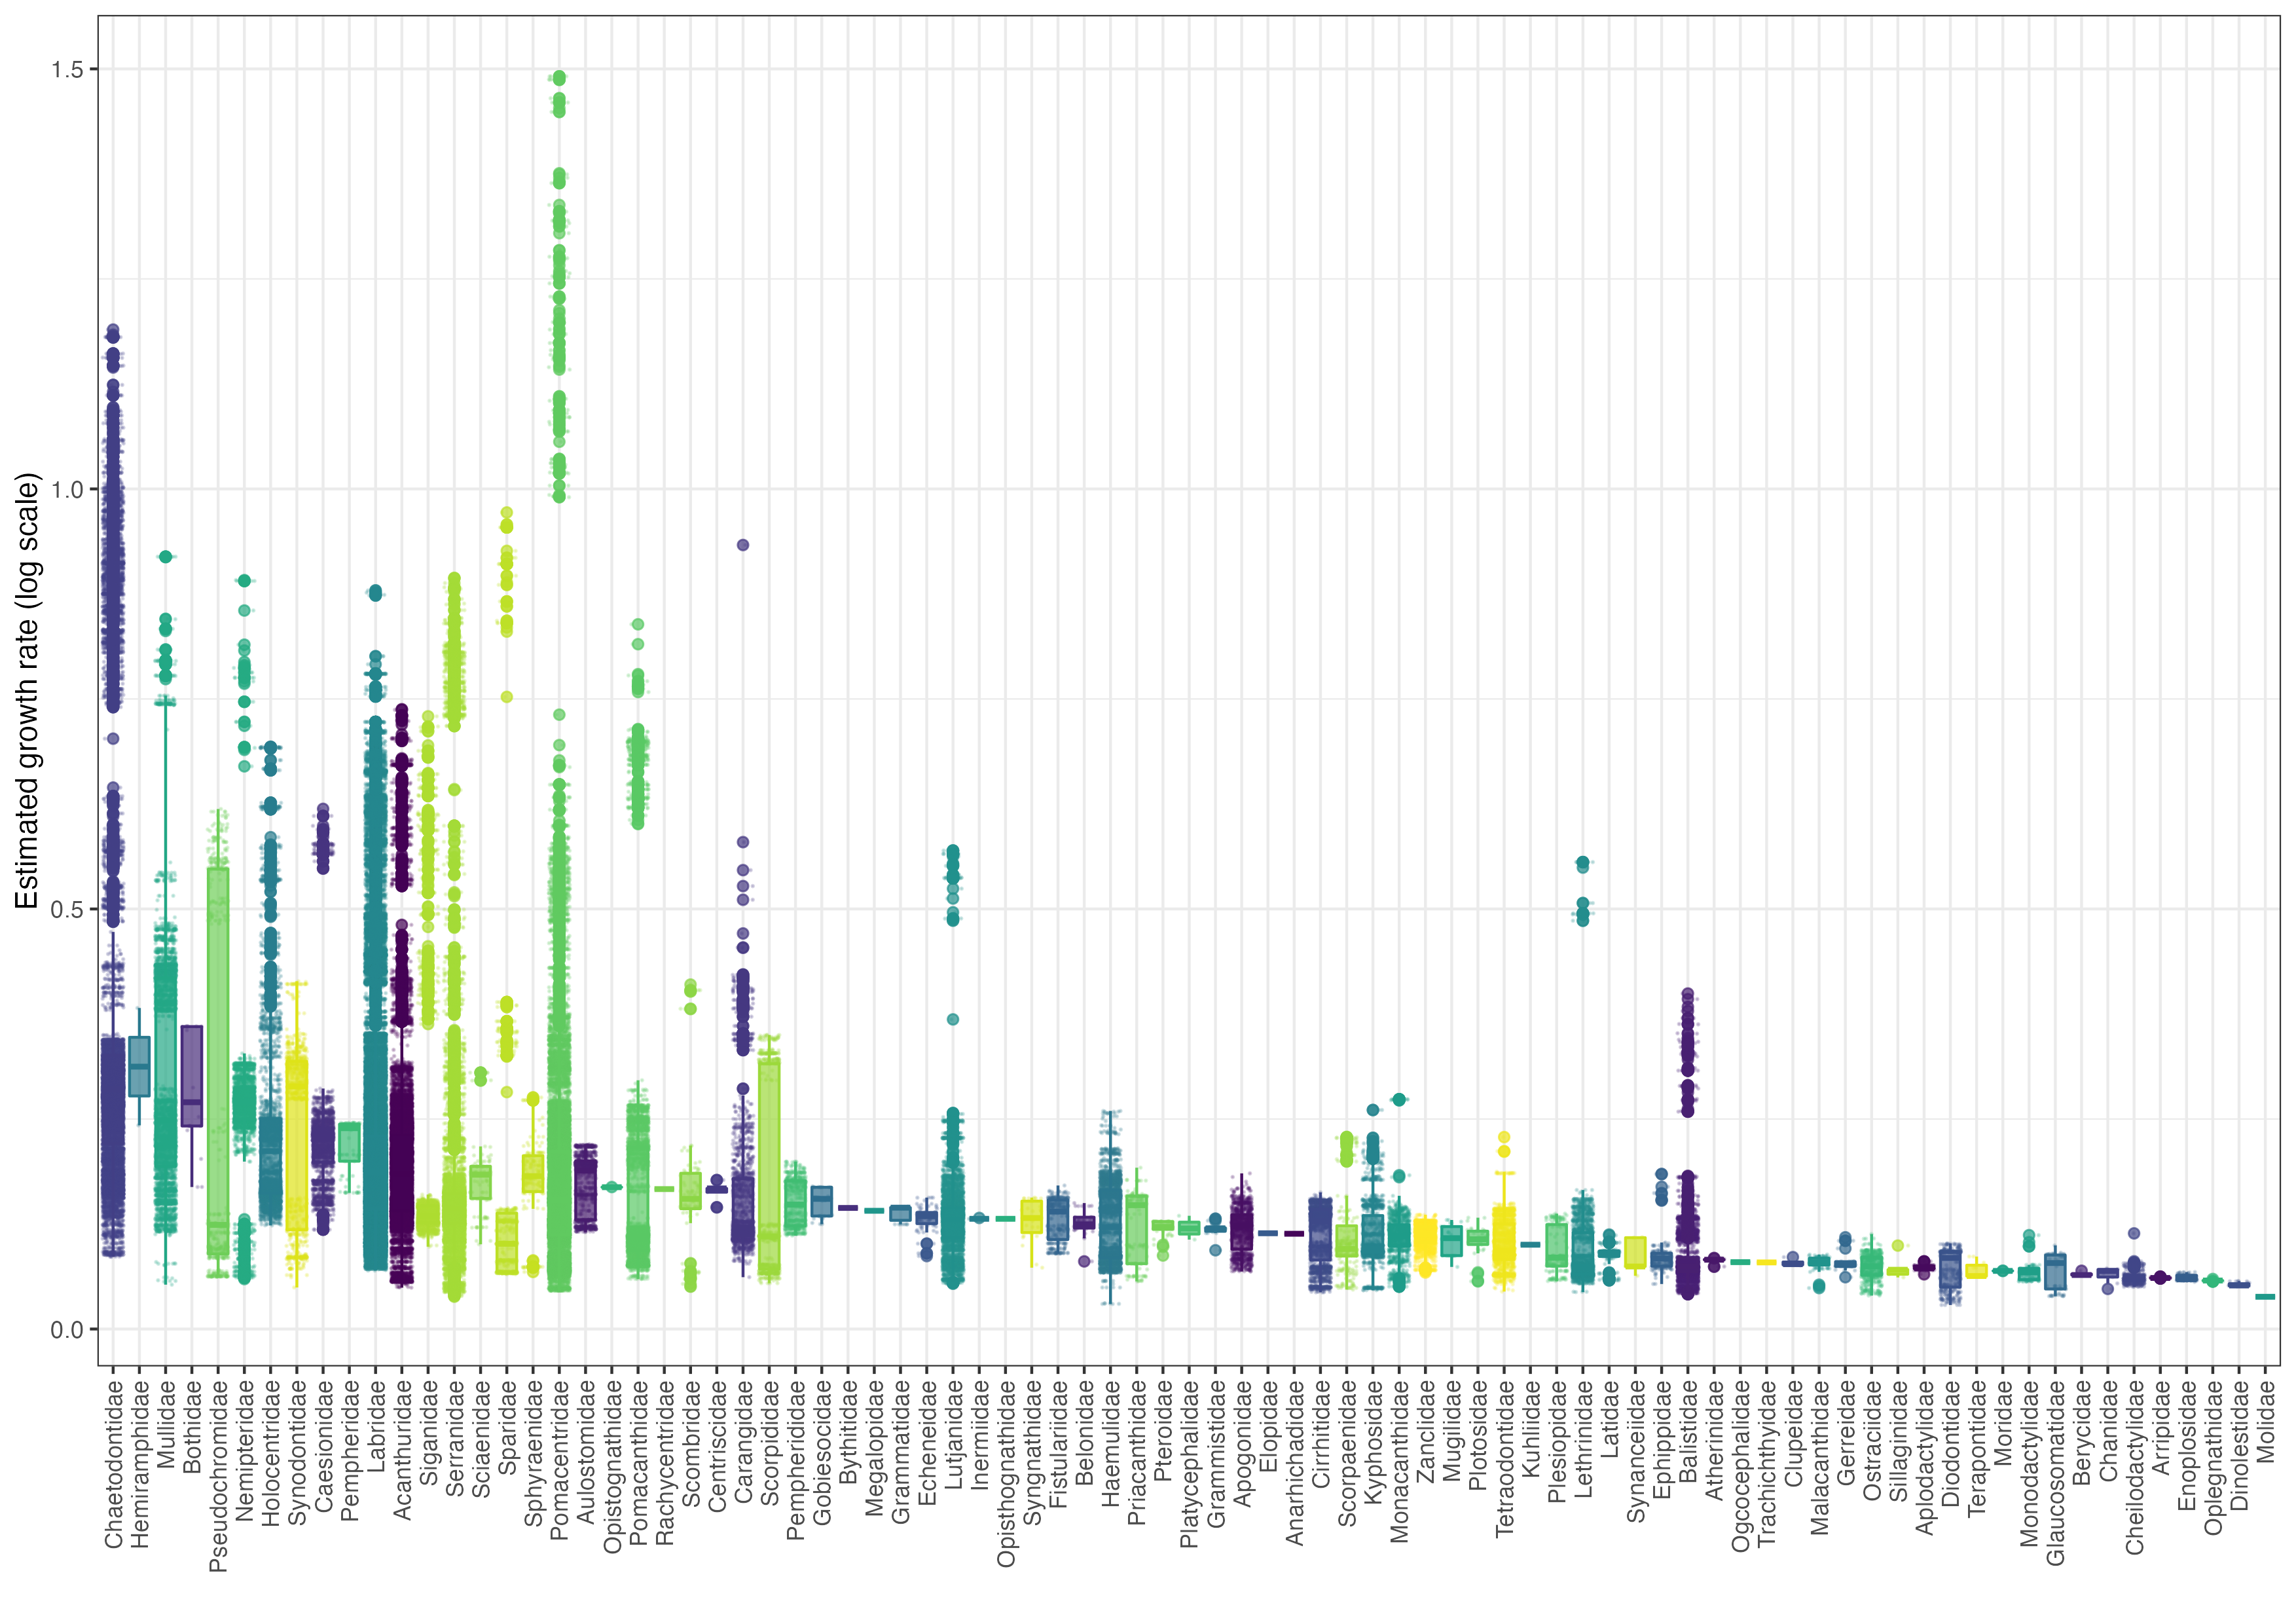 Estimated growth rate (log scale)
1.5
1.0
0.5
0.0
Chaetodontidae
Hemiramphidae
Mullidae
Bothidae
Pseudochromidae
Nemipteridae
Holocentridae
Synodontidae
Caesionidae
Pempheridae
Labridae
Acanthuridae
Siganidae
Serranidae
Sciaenidae
Sparidae
Sphyraenidae
Pomacentridae
Aulostomidae
Opistognathidae
Pomacanthidae
Rachycentridae
Scombridae
Centriscidae
Carangidae
Scorpididae
Pempherididae
Gobiesocidae
Bythitidae
Megalopidae
Grammatidae
Echeneidae
Lutjanidae
Inermiidae
Opisthognathidae
Syngnathidae
Fistulariidae
Belonidae
Haemulidae
Priacanthidae
Pteroidae
Platycephalidae
Grammistidae
Apogonidae
Elopidae
Anarhichadidae
Cirrhitidae
Scorpaenidae
Kyphosidae
Monacanthidae
Zanclidae
Mugilidae
Plotosidae
Tetraodontidae
Kuhliidae
Plesiopidae
Lethrinidae
Latidae
Synanceiidae
Ephippidae
Balistidae
Atherinidae
Ogcocephalidae
Trachichthyidae
Clupeidae
Malacanthidae
Gerreidae
Ostraciidae
Sillaginidae
Aplodactylidae
Diodontidae
Terapontidae
Moridae
Monodactylidae
Glaucosomatidae
Berycidae
Chanidae
Cheilodactylidae
Arripidae
Enoplosidae
Oplegnathidae
Dinolestidae
Molidae